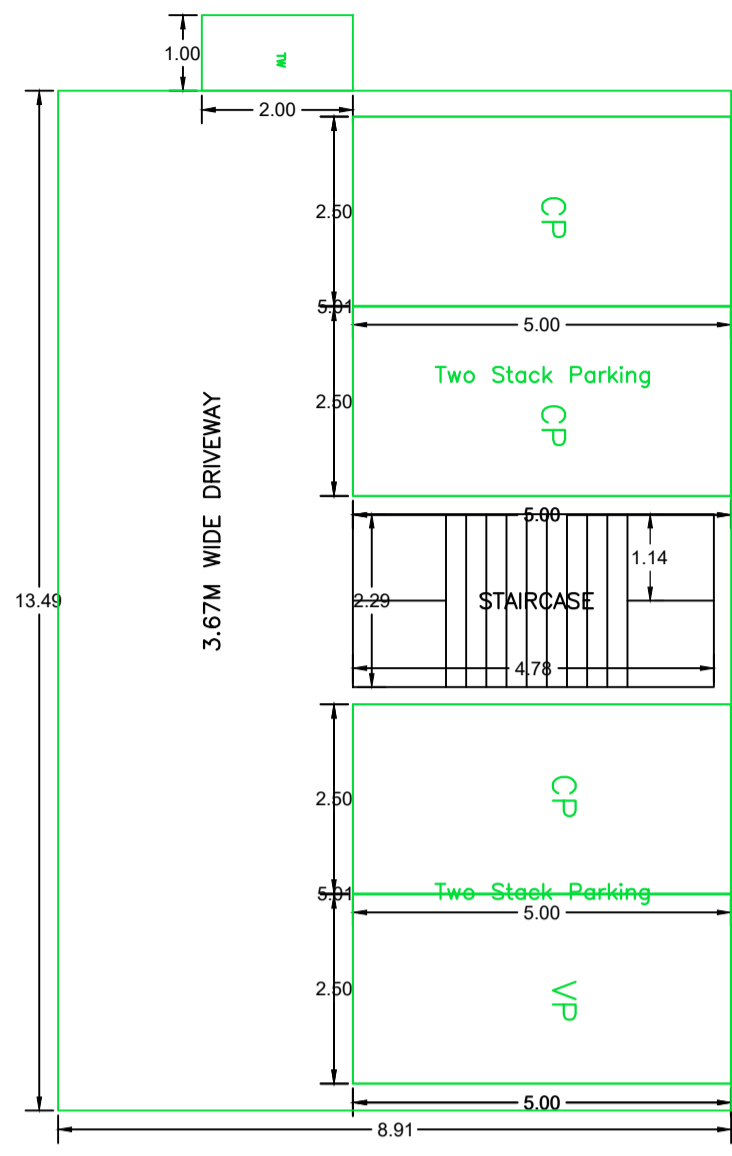 1.00
TW
2.00
2.50
CP
5.01
5.00
2.50
Two Stack Parking
CP
3.67M WIDE DRIVEWAY
5.00
1.14
13.49
2.29
STAIRCASE
4.78
2.50
CP
5.01
Two Stack Parking
5.00
2.50
VP
5.00
8.91